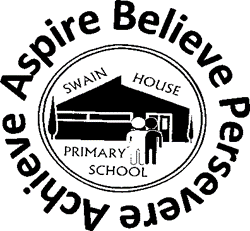 Aspire Believe Persevere Achieve
SWAIN HOUSE
PRIMARY
SCHOOL